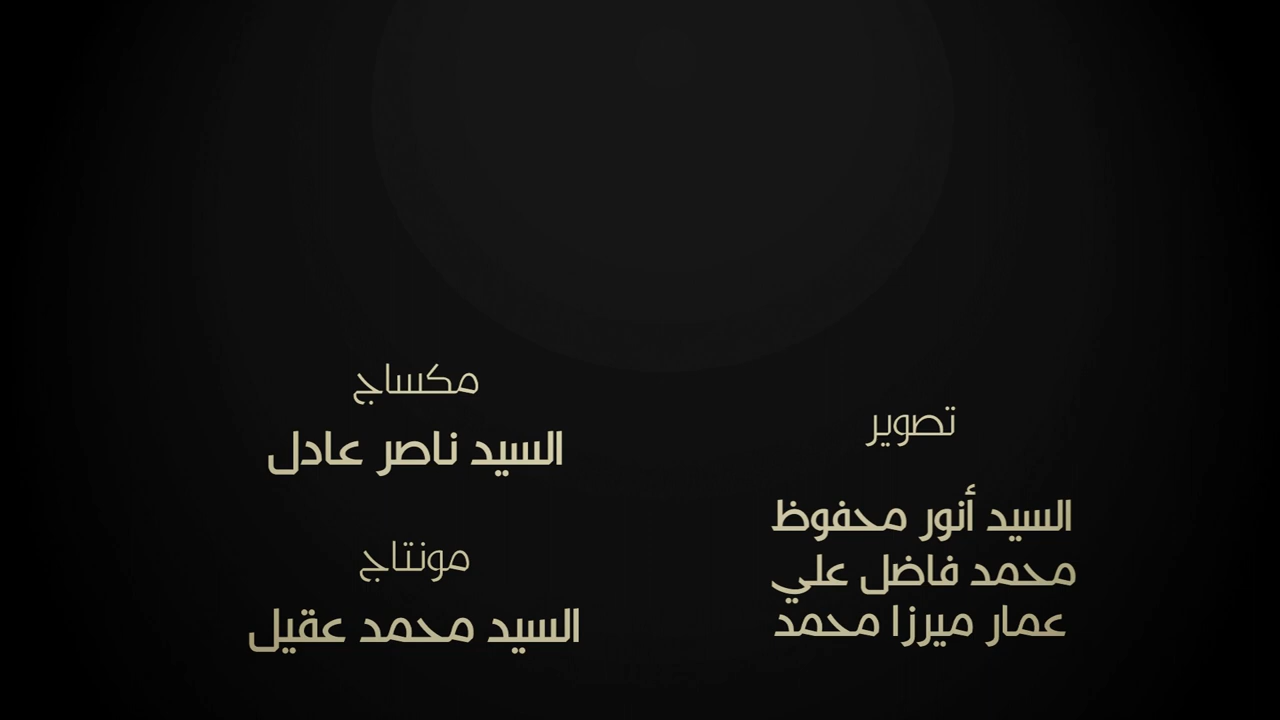 تصوير
السيد أنور محفوظ
محمد فاضل علي
عمار ميرزا محمد
مكساج
السيد ناصر عادل
مونتاج
السيد محمد عقيل